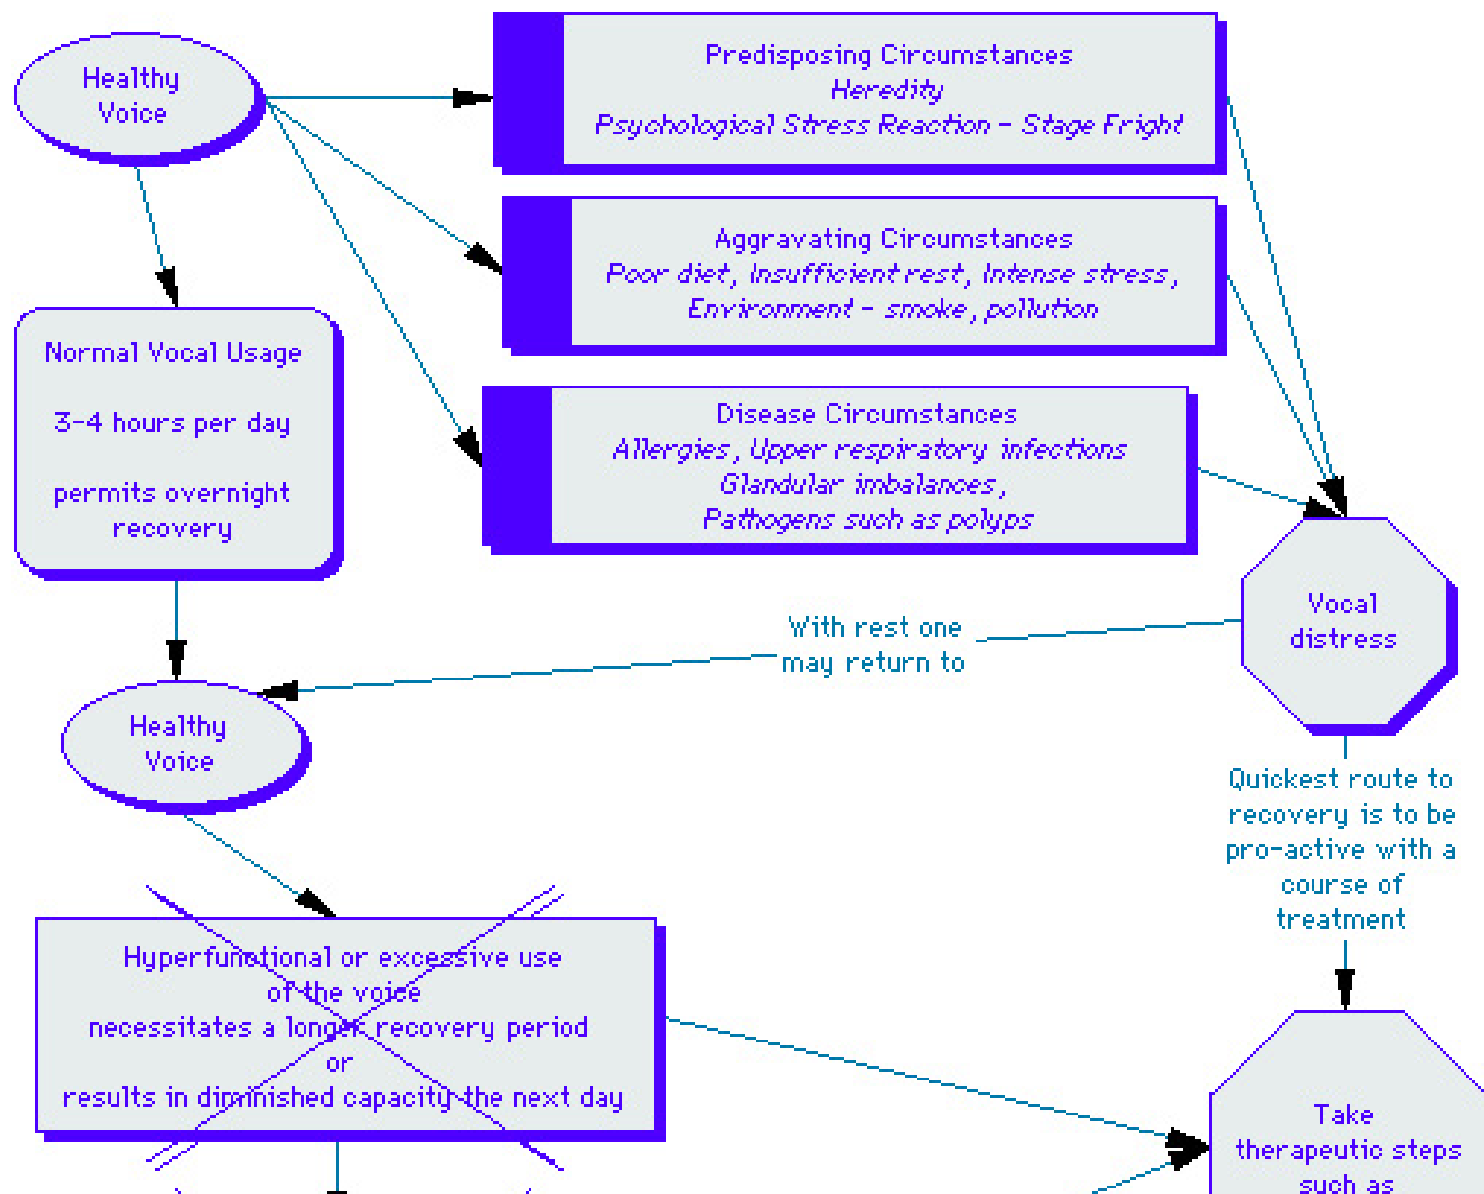 Healthy
Voice
Predisposing Circumstances
Heredity
Psychological Stress Reaction - Stage Fright
Aggravating Circumstances
Poor diet, Insufficient rest, Intense stress,
Environment - smoke, pollution
Normal Vocal Usage
3-4 hours per day
permits overnight
recovery
Disease Circumstances
Allergies, Upper respiratory infections
Glandular imbalances,
Pathogens such as polyps
Vocal
distress
With rest one
may return to
Healthy
Voice
Quickest route to
recovery is to be
pro-active with a
course of
treatment
Hyperfunctional or excessive use
of the voice
necessitates a longer recovery period
or
results in diminished capacity the next day
Take
therapeutic steps
such as